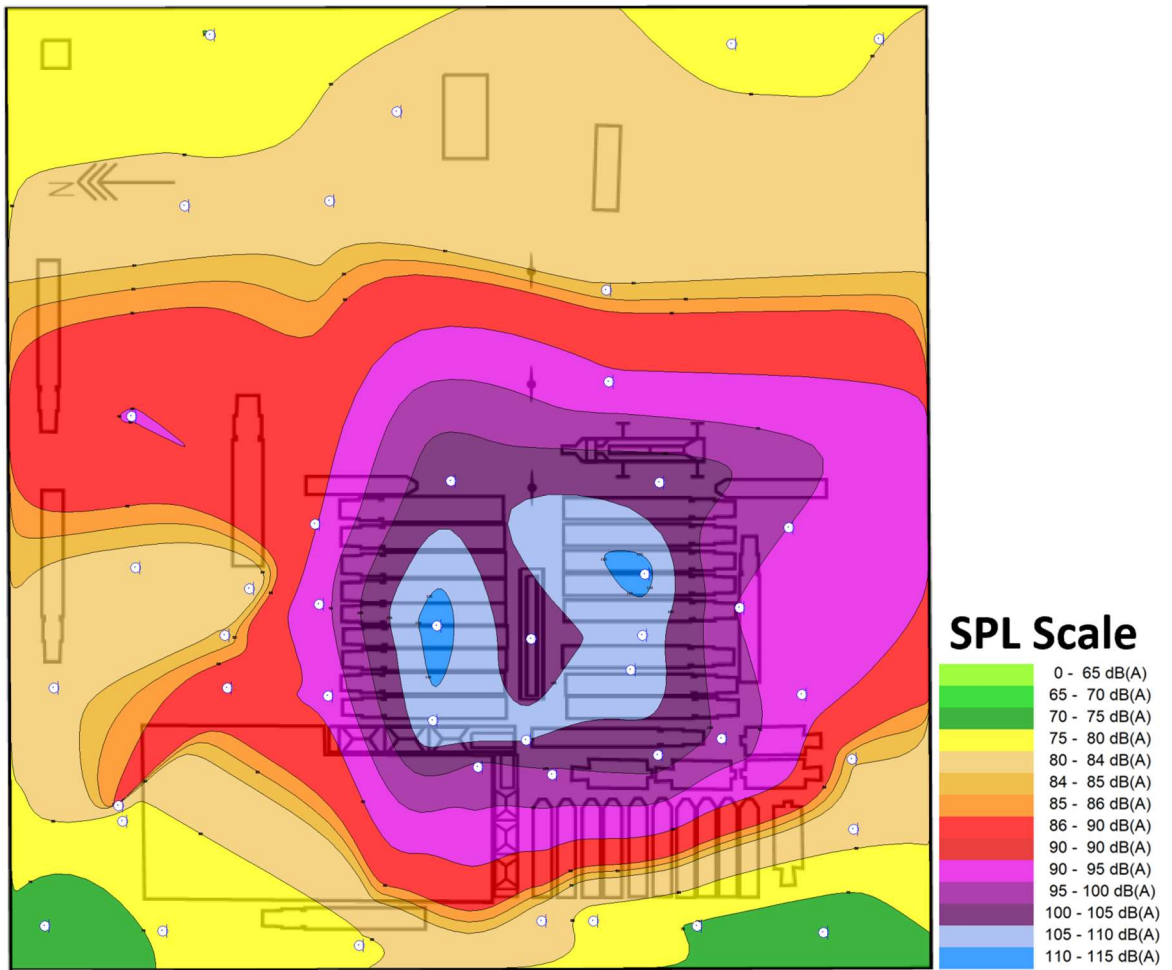 N
SPL Scale
0 - 65 dB(A)
65 - 70 dB(A)
70 - 75 dB(A)
75 - 80 dB(A)
80 - 84 dB(A)
84 - 85 dB(A)
85 - 86 dB(A)
86 - 90 dB(A)
90 - 90 dB(A)
90 - 95 dB(A)
95 - 100 dB(A)
100 - 105 dB(A)
105 - 110 dB(A)
110 - 115 dB(A)